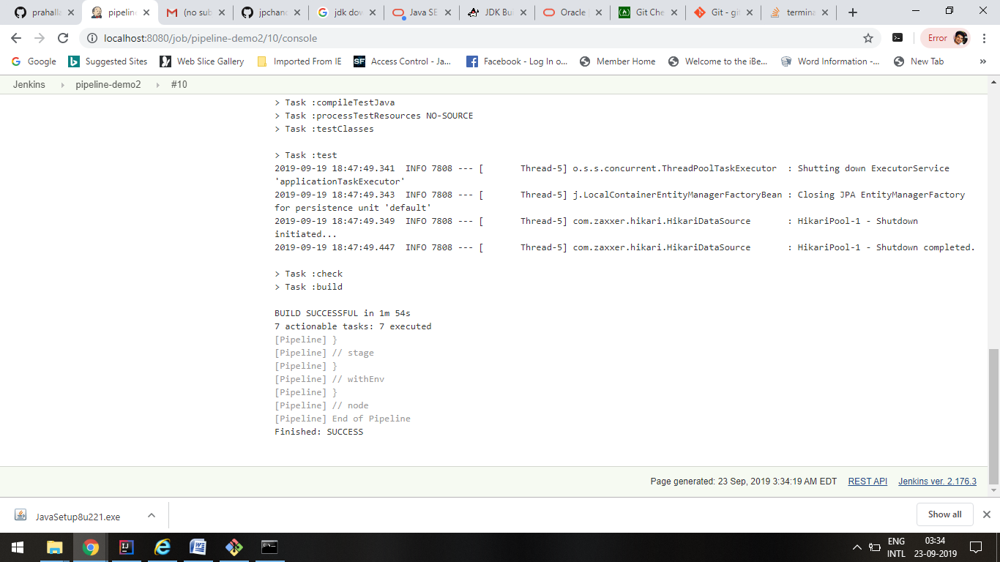 prahalla
pipeline
(no sub
jpchanc
jdk dov
Java SE
JDK Bui
Oracle
Git Che
Git - git
termina
localhost:8080/job/pipeline-demo2/10/console
Error
Google
Suggested Sites
Web Slice Gallery
Imported From IE
SF
Access Control - Ja...
Facebook - Log In o...
Member Home
Welcome to the iBe...
Word Information -...
New Tab
»
Jenkins
pipeline-demo2
#10
> Task :compileTestJava
> Task :processTestResources NO-SOURCE
> Task :testClasses
> Task :test
2019-09-19 18:47:49.341  INFO 7808 --- [       Thread-5] o.s.s.concurrent.ThreadPoolTaskExecutor  : Shutting down ExecutorService
'applicationTaskExecutor'
2019-09-19 18:47:49.343  INFO 7808 --- [       Thread-5] j.LocalContainerEntityManagerFactoryBean : Closing JPA EntityManagerFactory
for persistence unit 'default'
2019-09-19 18:47:49.349  INFO 7808 --- [       Thread-5] com.zaxxer.hikari.HikariDataSource       : HikariPool-1 - Shutdown
initiated...
2019-09-19 18:47:49.447  INFO 7808 --- [       Thread-5] com.zaxxer.hikari.HikariDataSource       : HikariPool-1 - Shutdown completed.
> Task :check
> Task :build
BUILD SUCCESSFUL in 1m 54s
7 actionable tasks: 7 executed
[Pipeline] }
[Pipeline] // stage
[Pipeline] }
[Pipeline] // withEnv
[Pipeline] }
[Pipeline] // node
[Pipeline] End of Pipeline
Finished: SUCCESS
Page generated: 23 Sep, 2019 3:34:19 AM EDT
REST API
Jenkins ver. 2.176.3
JavaSetup8u221.exe
Show all
ENG
INTL
03:34
23-09-2019